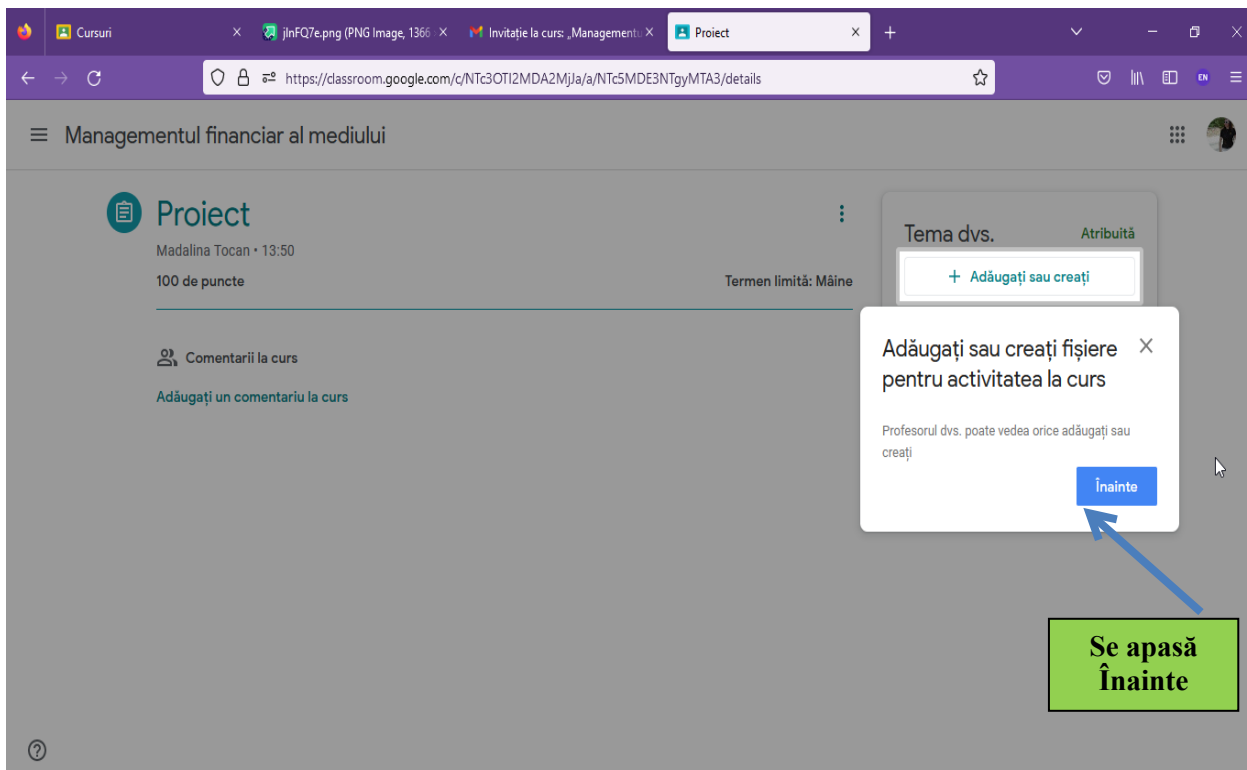 Cursuri
jInFQ7e.png (PNG Image, 1366
Invitație la curs: „Managementu
Proiect
https://classroom.google.com/c/NTc3OTI2MDA2MjJa/a/NTc5MDE3NTgyMTA3/details
EN
Managementul financiar al mediului
Proiect
Madalina Tocan • 13:50
100 de puncte
Termen limită: Mâine
Comentarii la curs
Adăugați un comentariu la curs
Tema dvs.
Atribuită
+ Adăugați sau creați
Adăugați sau creați fișiere
pentru activitatea la curs
Profesorul dvs. poate vedea orice adăugați sau
creați
Înainte
Se apasă
Înainte